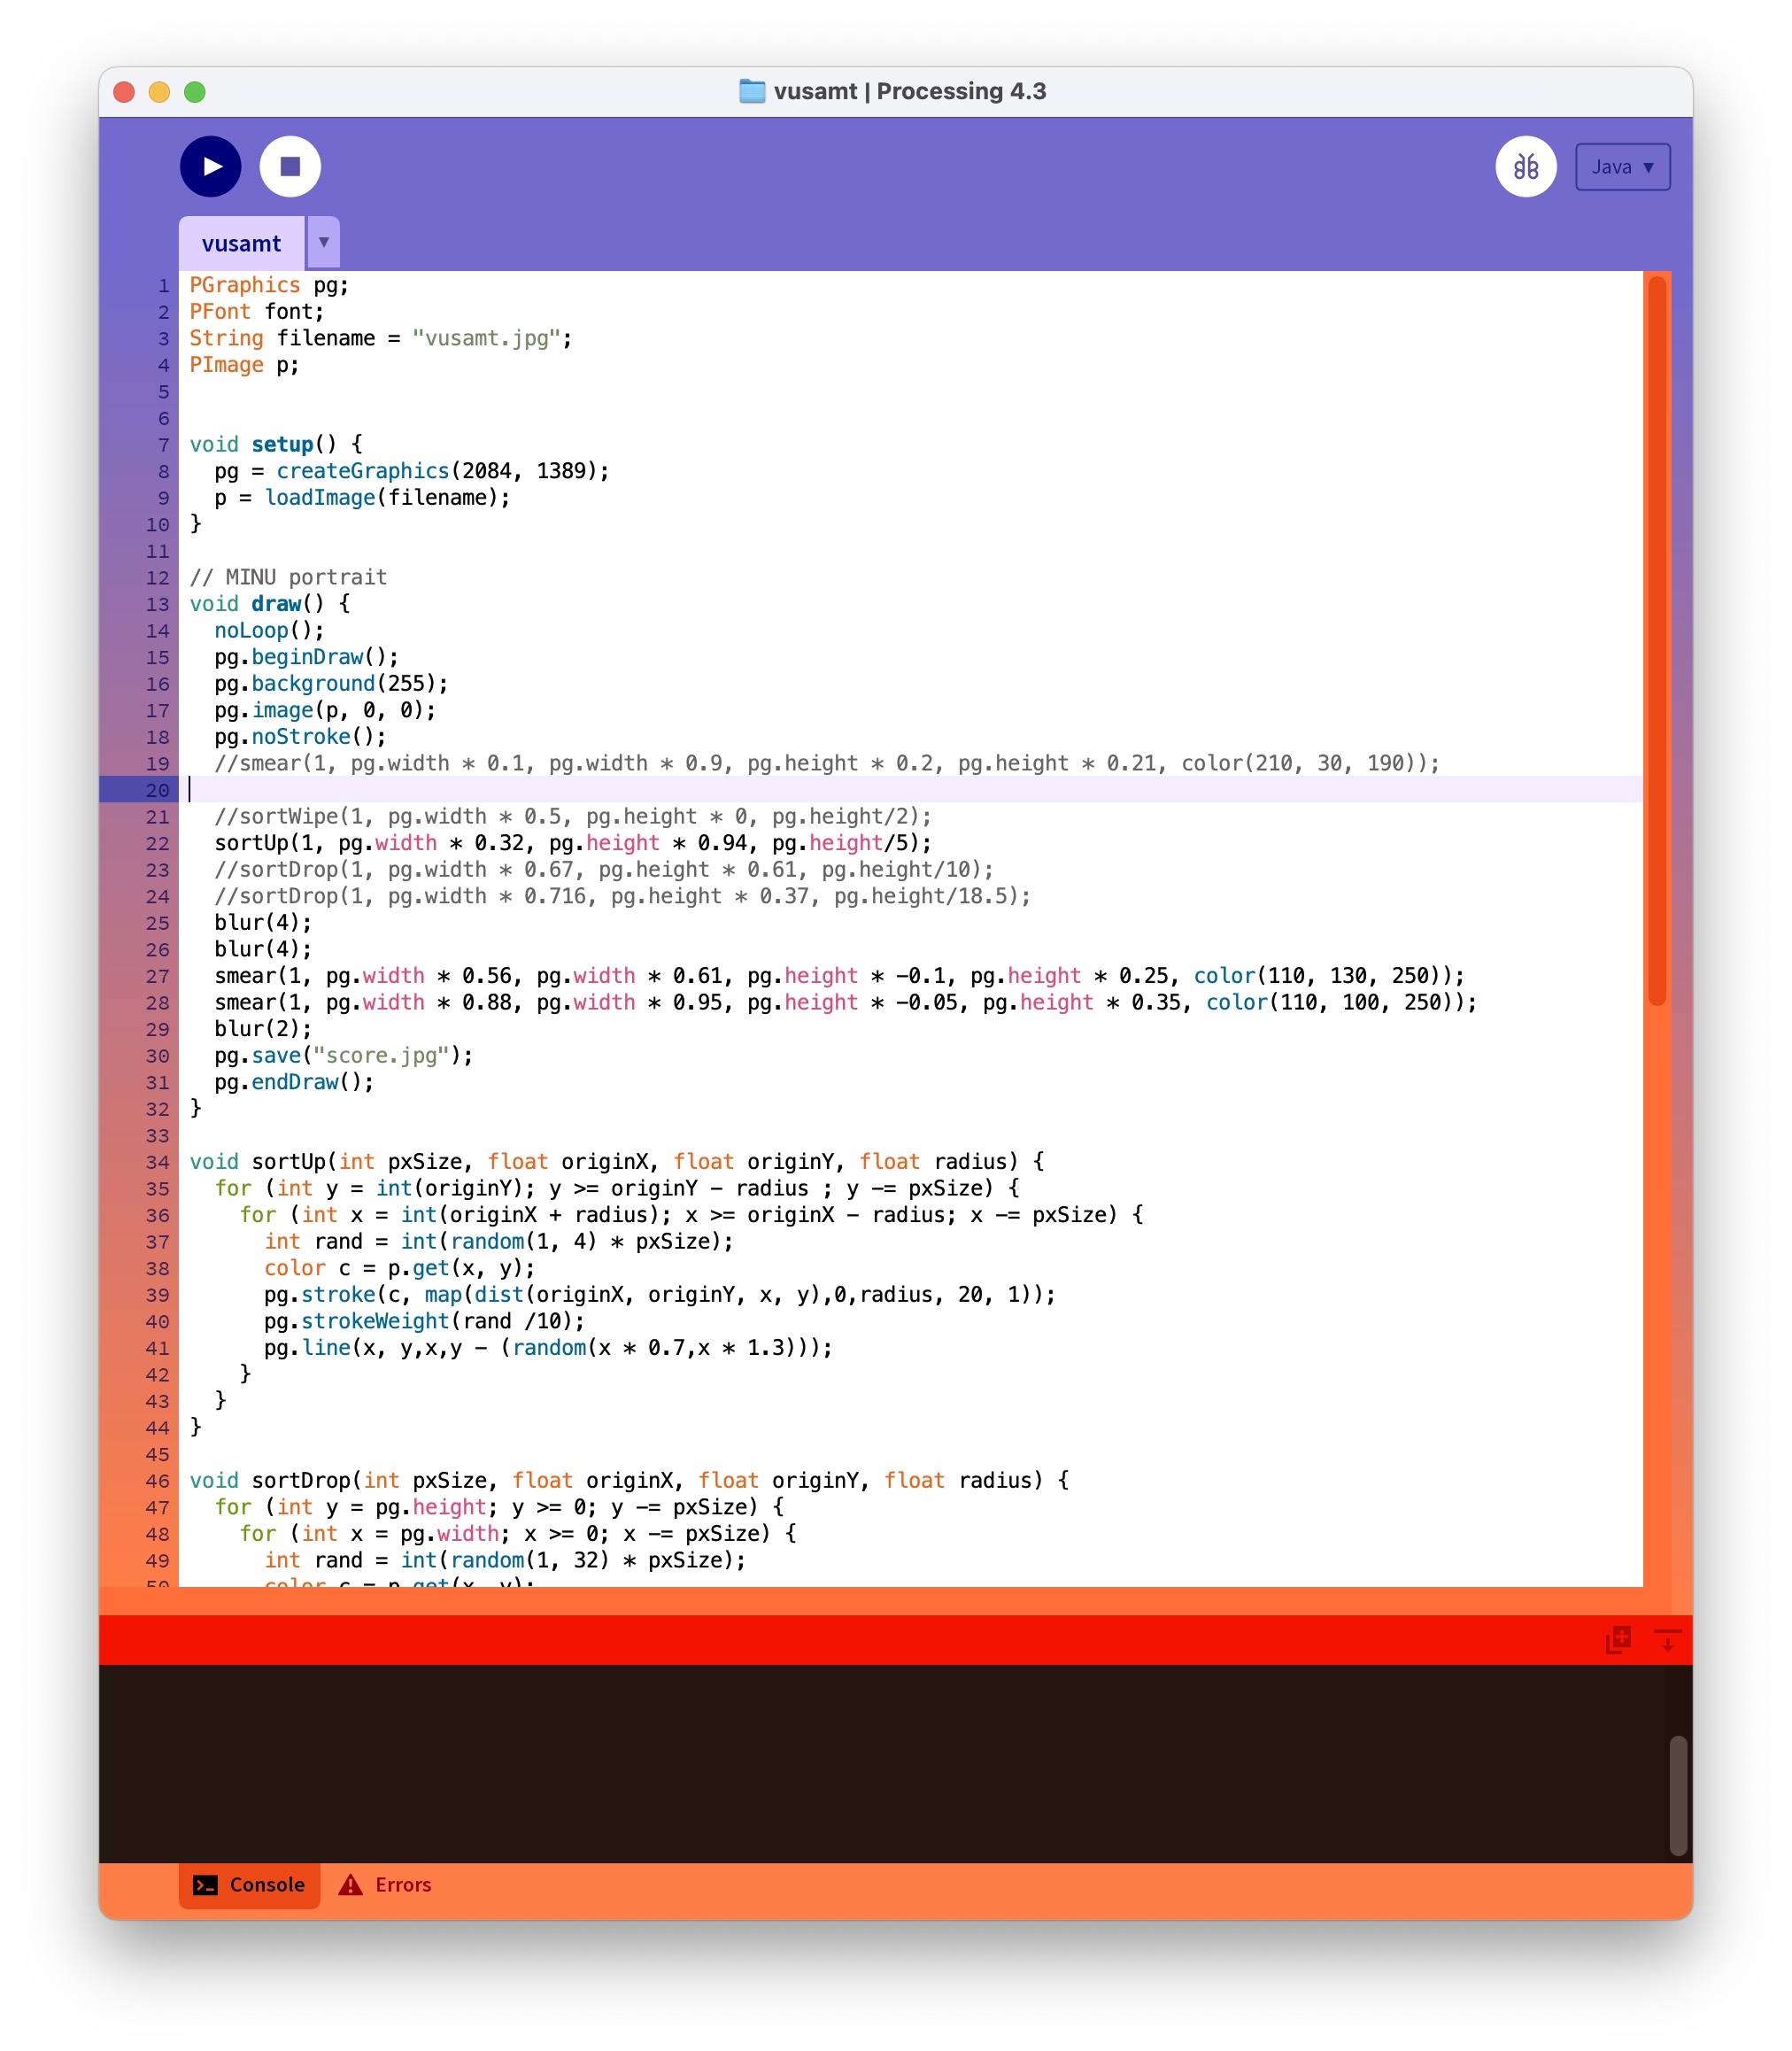 vusamt | Processing 4.3
Java ▼
vusamt ▼
1 PGraphics pg;
2 PFont font;
3 String filename = "vusamt.jpg";
4 PImage p;
5
6
7 void setup() {
8   pg = createGraphics(2084, 1389);
9   p = loadImage(filename);
10 }
11
12 // MINU portrait
13 void draw() {
14   noLoop();
15   pg.beginDraw();
16   pg.background(255);
17   pg.image(p, 0, 0);
18   pg.noStroke();
19   //smear(1, pg.width * 0.1, pg.width * 0.9, pg.height * 0.2, pg.height * 0.21, color(210, 30, 190));
20
21   //sortWipe(1, pg.width * 0.5, pg.height * 0, pg.height/2);
22   sortUp(1, pg.width * 0.32, pg.height * 0.94, pg.height/5);
23   //sortDrop(1, pg.width * 0.67, pg.height * 0.61, pg.height/10);
24   //sortDrop(1, pg.width * 0.716, pg.height * 0.37, pg.height/18.5);
25   blur(4);
26   blur(4);
27   smear(1, pg.width * 0.56, pg.width * 0.61, pg.height * -0.1, pg.height * 0.25, color(110, 130, 250));
28   smear(1, pg.width * 0.88, pg.width * 0.95, pg.height * -0.05, pg.height * 0.35, color(110, 100, 250));
29   blur(2);
30   pg.save("score.jpg");
31   pg.endDraw();
32 }
33
34 void sortUp(int pxSize, float originX, float originY, float radius) {
35   for (int y = int(originY); y >= originY - radius ; y -= pxSize) {
36     for (int x = int(originX + radius); x >= originX - radius; x -= pxSize) {
37       int rand = int(random(1, 4) * pxSize);
38       color c = p.get(x, y);
39       pg.stroke(c, map(dist(originX, originY, x, y),0,radius, 20, 1));
40       pg.strokeWeight(rand /10);
41       pg.line(x, y,x,y - (random(x * 0.7,x * 1.3)));
42     }
43   }
44 }
45
46 void sortDrop(int pxSize, float originX, float originY, float radius) {
47   for (int y = pg.height; y >= 0; y -= pxSize) {
48     for (int x = pg.width; x >= 0; x -= pxSize) {
49       int rand = int(random(1, 32) * pxSize);
50       color c = p.get(x, y);
Console
Errors